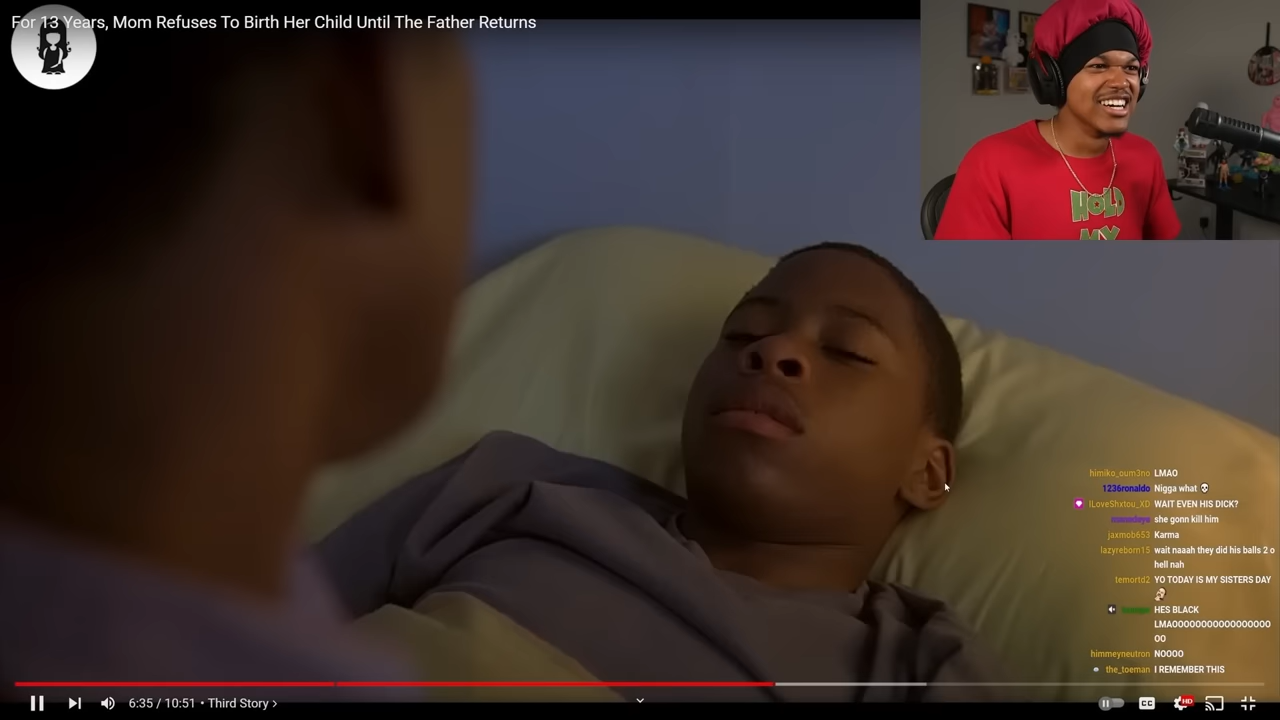 For 13 Years, Mom Refuses To Birth Her Child Until The Father Returns
HOLD
MY
himiko_oum3no LMAO
1236ronaldo Nigga what 💀
ILoveShxtou_XD WAIT EVEN HIS DICK?
she gonn kill him
jaxmob653 Karma
lazyreborn15 wait naaah they did his balls 2 o
hell nah
temortd2 YO TODAY IS MY SISTERS DAY
HES BLACK
LMAOOOOOOOOOOOOOOOOO
OO
himmeyneutron NOOOO
the_toeman I REMEMBER THIS
6:35 / 10:51 • Third Story ›
CC
HD